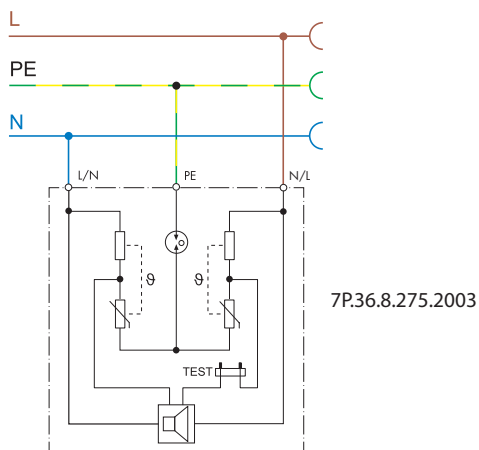 L
PE
N
L/N
PE
N/L
ϑ
ϑ
7P.36.8.275.2003
TEST